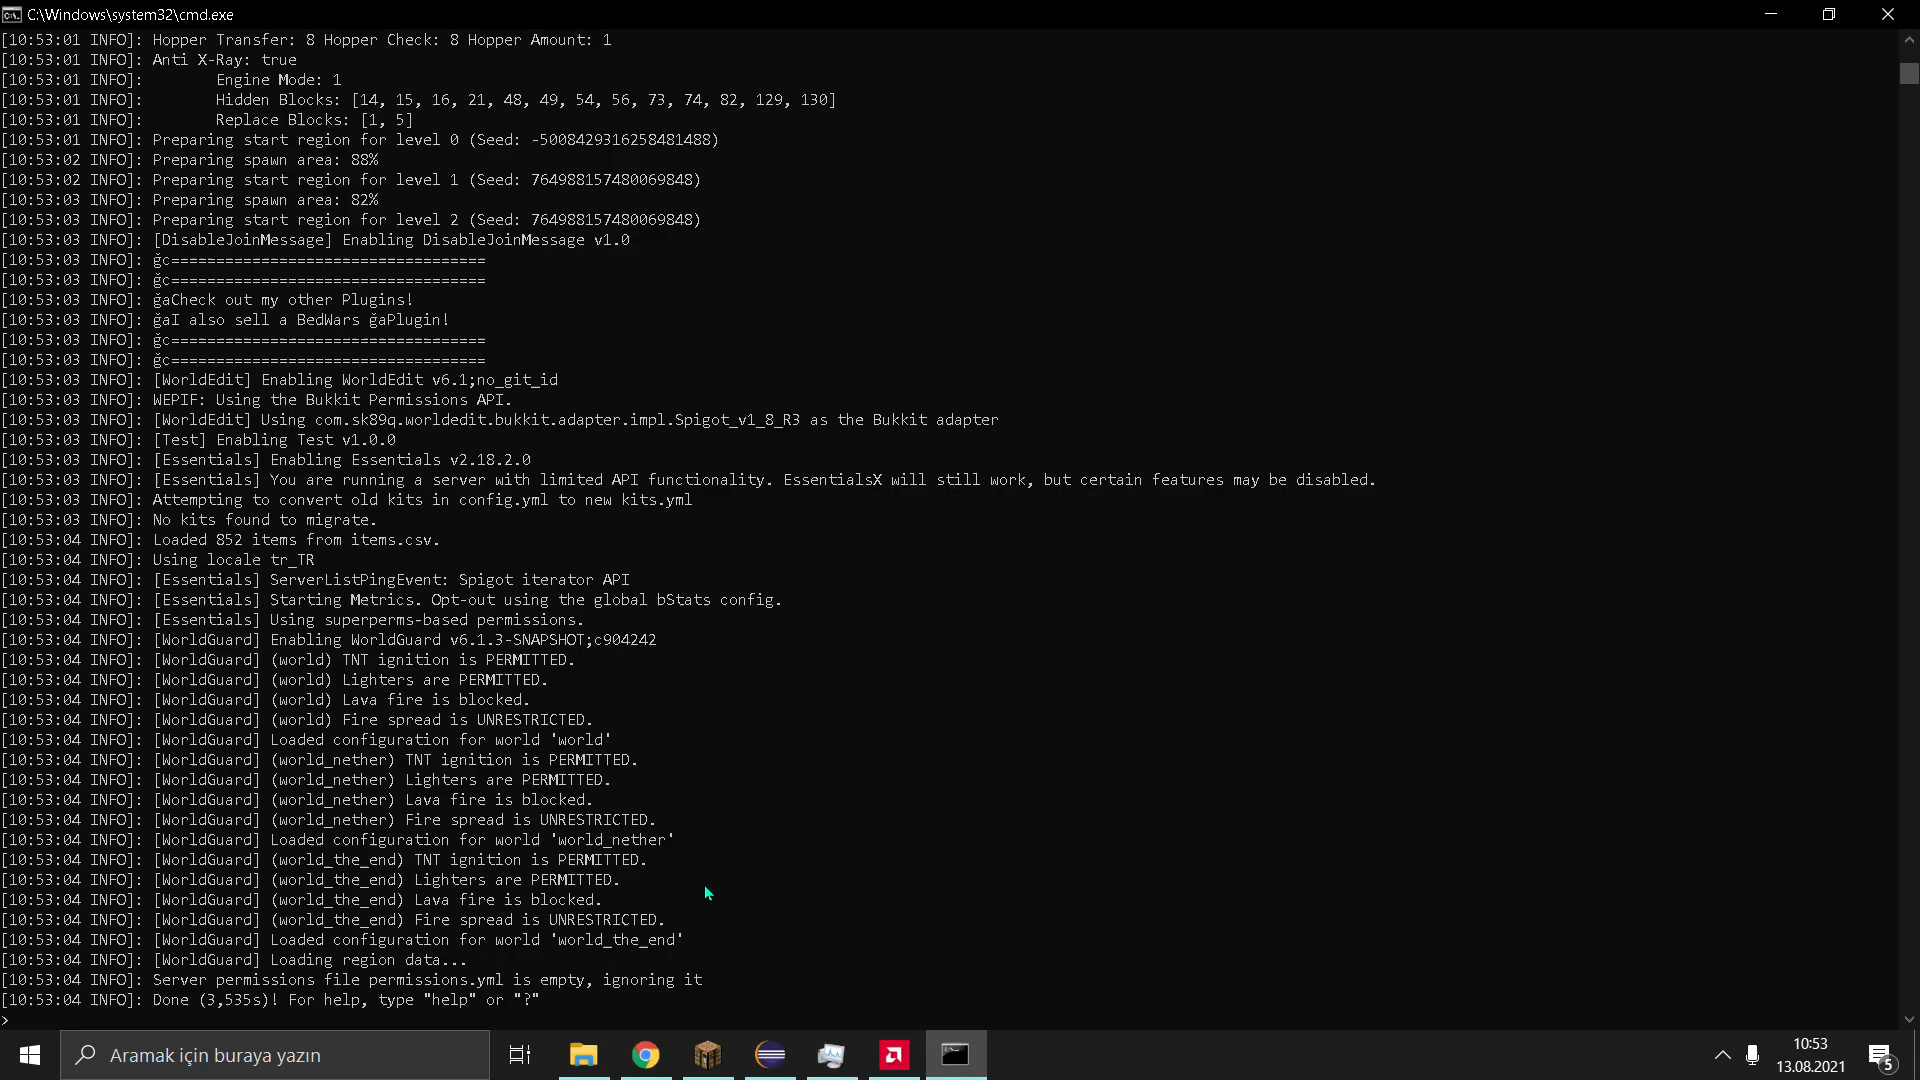 C:\Windows\system32\cmd.exe
[10:53:01 INFO]: Hopper Transfer: 8 Hopper Check: 8 Hopper Amount: 1
[10:53:01 INFO]: Anti X-Ray: true
[10:53:01 INFO]:        Engine Mode: 1
[10:53:01 INFO]:        Hidden Blocks: [14, 15, 16, 21, 48, 49, 54, 56, 73, 74, 82, 129, 130]
[10:53:01 INFO]:        Replace Blocks: [1, 5]
[10:53:01 INFO]: Preparing start region for level 0 (Seed: -5008429316258481488)
[10:53:02 INFO]: Preparing spawn area: 88%
[10:53:02 INFO]: Preparing start region for level 1 (Seed: 764988157480069848)
[10:53:03 INFO]: Preparing spawn area: 82%
[10:53:03 INFO]: Preparing start region for level 2 (Seed: 764988157480069848)
[10:53:03 INFO]: [DisableJoinMessage] Enabling DisableJoinMessage v1.0
[10:53:03 INFO]: ğc===================================
[10:53:03 INFO]: ğc===================================
[10:53:03 INFO]: ğaCheck out my other Plugins!
[10:53:03 INFO]: ğaI also sell a BedWars ğaPlugin!
[10:53:03 INFO]: ğc===================================
[10:53:03 INFO]: ğc===================================
[10:53:03 INFO]: [WorldEdit] Enabling WorldEdit v6.1;no_git_id
[10:53:03 INFO]: WEPIF: Using the Bukkit Permissions API.
[10:53:03 INFO]: [WorldEdit] Using com.sk89q.worldedit.bukkit.adapter.impl.Spigot_v1_8_R3 as the Bukkit adapter
[10:53:03 INFO]: [Test] Enabling Test v1.0.0
[10:53:03 INFO]: [Essentials] Enabling Essentials v2.18.2.0
[10:53:03 INFO]: [Essentials] You are running a server with limited API functionality. EssentialsX will still work, but certain features may be disabled.
[10:53:03 INFO]: Attempting to convert old kits in config.yml to new kits.yml
[10:53:03 INFO]: No kits found to migrate.
[10:53:04 INFO]: Loaded 852 items from items.csv.
[10:53:04 INFO]: Using locale tr_TR
[10:53:04 INFO]: [Essentials] ServerListPingEvent: Spigot iterator API
[10:53:04 INFO]: [Essentials] Starting Metrics. Opt-out using the global bStats config.
[10:53:04 INFO]: [Essentials] Using superperms-based permissions.
[10:53:04 INFO]: [WorldGuard] Enabling WorldGuard v6.1.3-SNAPSHOT;c904242
[10:53:04 INFO]: [WorldGuard] (world) TNT ignition is PERMITTED.
[10:53:04 INFO]: [WorldGuard] (world) Lighters are PERMITTED.
[10:53:04 INFO]: [WorldGuard] (world) Lava fire is blocked.
[10:53:04 INFO]: [WorldGuard] (world) Fire spread is UNRESTRICTED.
[10:53:04 INFO]: [WorldGuard] Loaded configuration for world 'world'
[10:53:04 INFO]: [WorldGuard] (world_nether) TNT ignition is PERMITTED.
[10:53:04 INFO]: [WorldGuard] (world_nether) Lighters are PERMITTED.
[10:53:04 INFO]: [WorldGuard] (world_nether) Lava fire is blocked.
[10:53:04 INFO]: [WorldGuard] (world_nether) Fire spread is UNRESTRICTED.
[10:53:04 INFO]: [WorldGuard] Loaded configuration for world 'world_nether'
[10:53:04 INFO]: [WorldGuard] (world_the_end) TNT ignition is PERMITTED.
[10:53:04 INFO]: [WorldGuard] (world_the_end) Lighters are PERMITTED.
[10:53:04 INFO]: [WorldGuard] (world_the_end) Lava fire is blocked.
[10:53:04 INFO]: [WorldGuard] (world_the_end) Fire spread is UNRESTRICTED.
[10:53:04 INFO]: [WorldGuard] Loaded configuration for world 'world_the_end'
[10:53:04 INFO]: [WorldGuard] Loading region data...
[10:53:04 INFO]: Server permissions file permissions.yml is empty, ignoring it
[10:53:04 INFO]: Done (3,535s)! For help, type "help" or "?"
>
Aramak için buraya yazın
10:53
13.08.2021
5